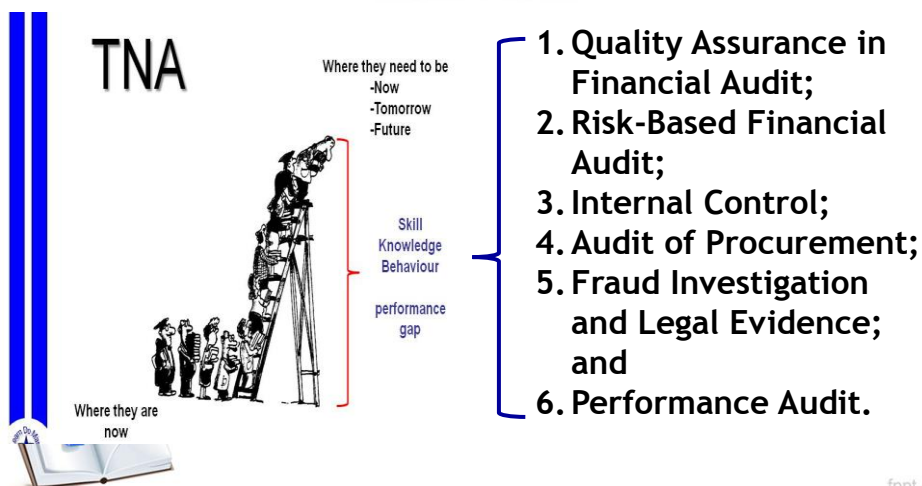 TNA
Where they need to be
-Now
-Tomorrow
-Future
Skill
Knowledge
Behaviour
performance
gap
Where they are
now
1. Quality Assurance in
Financial Audit;
2. Risk-Based Financial
Audit;
3. Internal Control;
4. Audit of Procurement;
5. Fraud Investigation
and Legal Evidence;
and
6. Performance Audit.